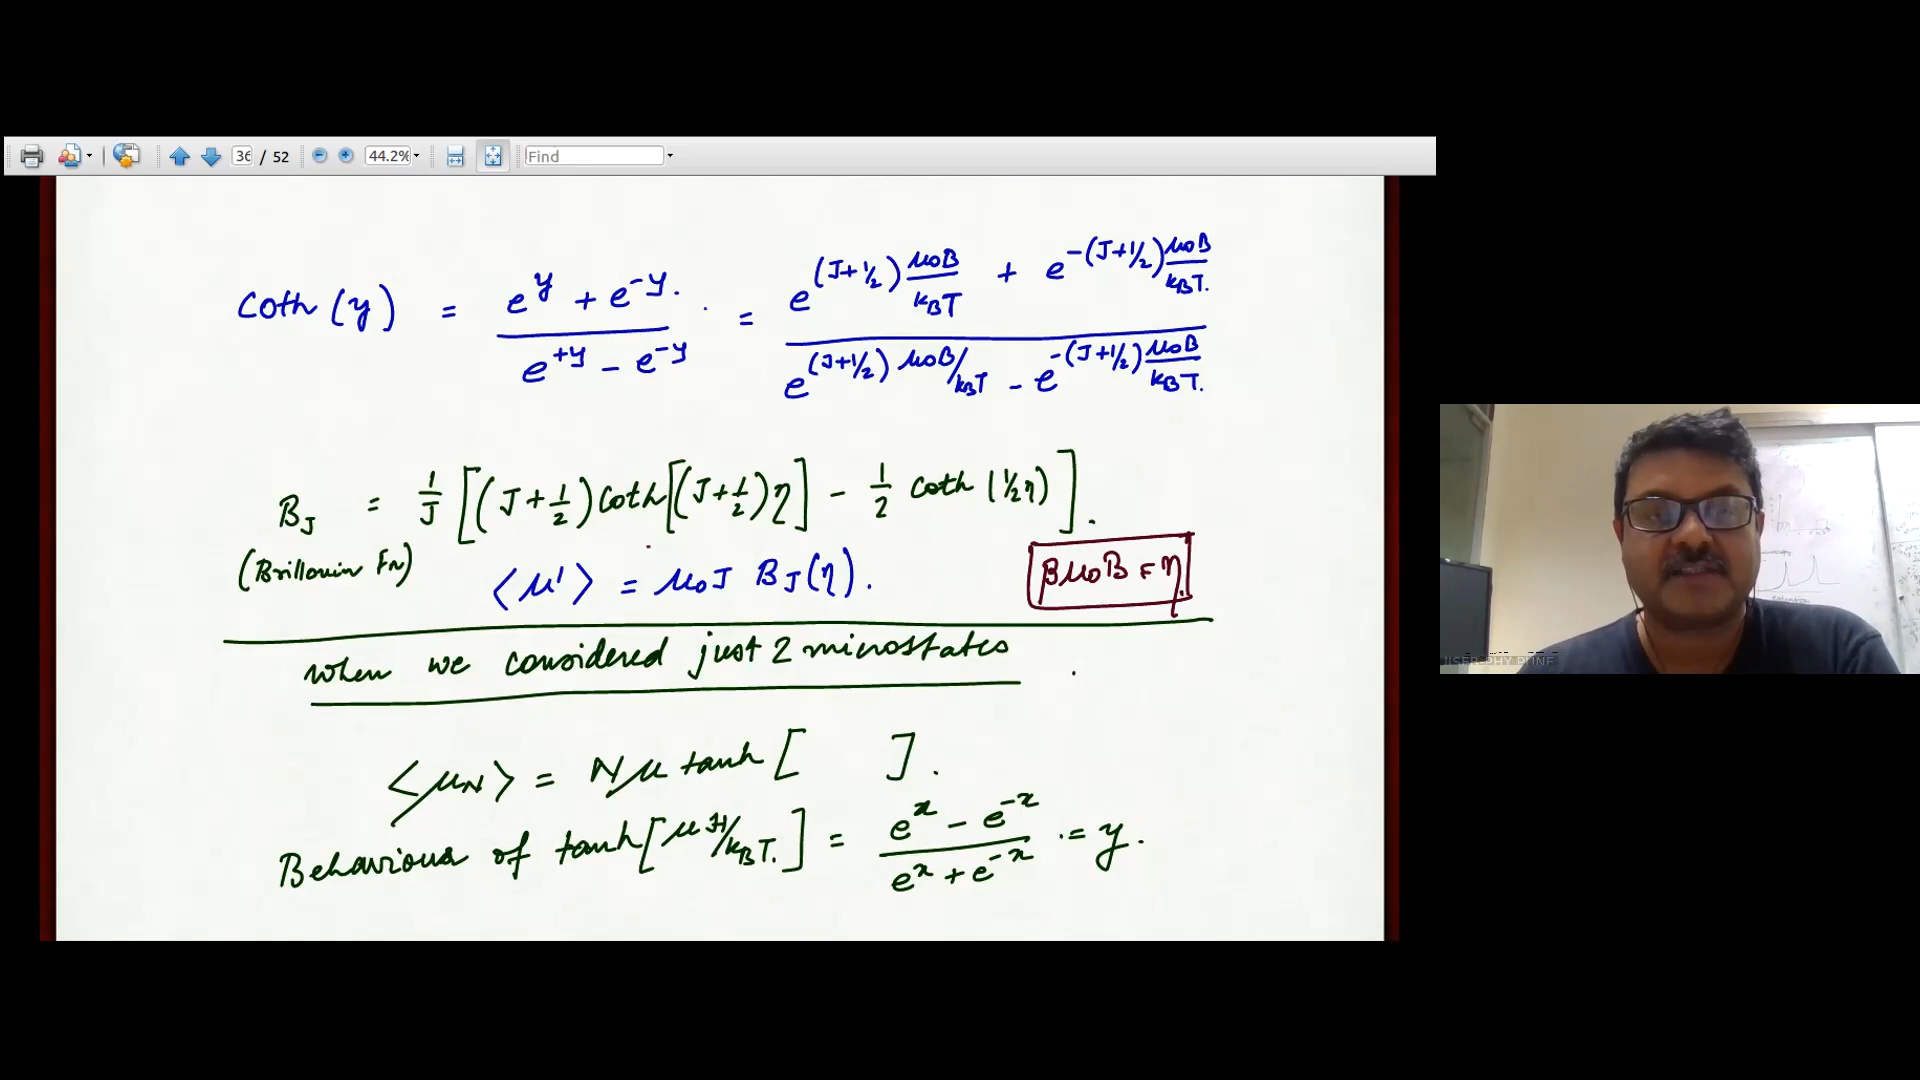 36 / 52 44.2% Find
Coth (y) = e^y + e^-y / e^+y - e^-y = e^(J+1/2) μ0B/kBT + e^-(J+1/2) μ0B/kBT / e^(J+1/2) μ0B/kBT - e^-(J+1/2) μ0B/kBT.
BJ = 1/J [(J+1/2) Coth[(J+1/2)η] - 1/2 coth (1/2η)].
(Brillouin Fn)
<μ'> = μ0J BJ(η).
βμ0B = η
when we considered just 2 microstates
<μN> = Nμ tanh [ ].
Behaviour of tanh[μH/kBT.] = e^x - e^-x / e^x + e^-x = y.